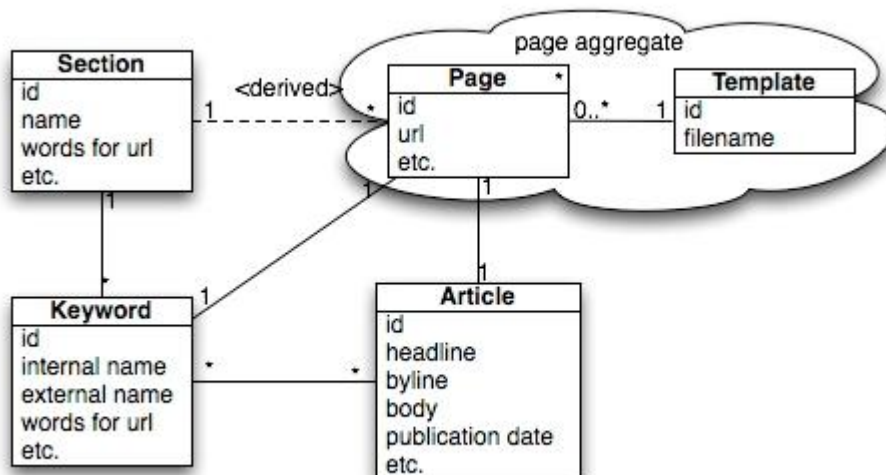 page aggregate
Section
id
name
words for url
etc.
1
<derived>
*
Page
*
id
url
etc.
0..*
1
Template
id
filename
1
*
1
1
1
1
Keyword
id
internal name
external name
words for url
etc.
*
*
Article
id
headline
byline
body
publication date
etc.